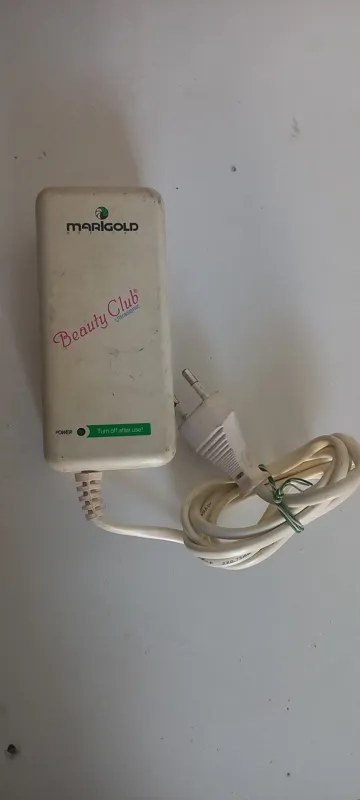 MARIGOLD
Beauty Club®
POWER
Turn off after use!